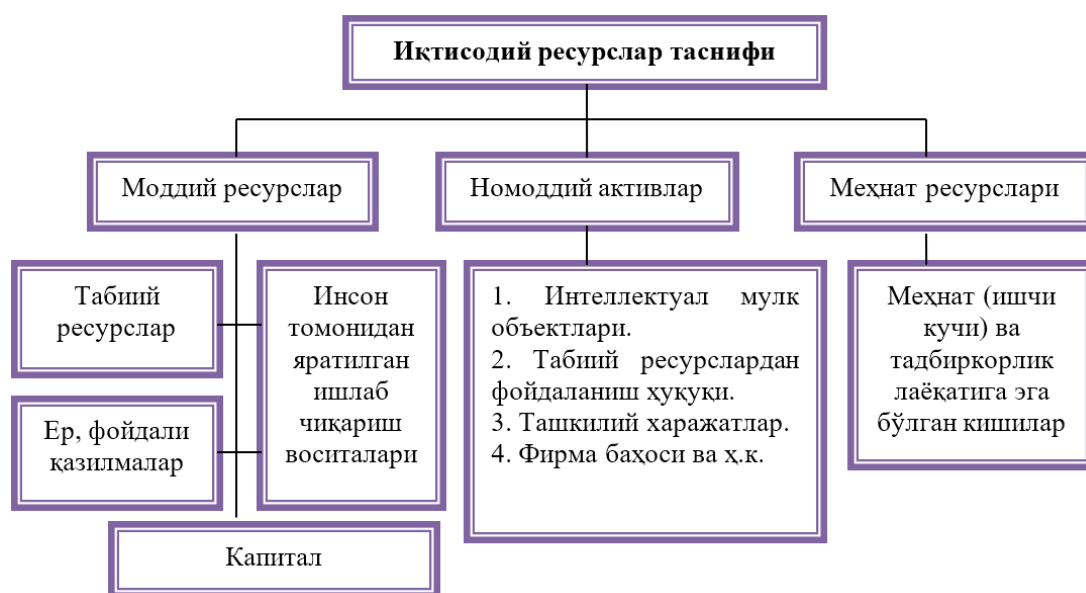 Иқтисодий ресурслар таснифи
Моддий ресурслар
Номоддий активлар
Меҳнат ресурслари
Табиий
ресурслар
Инсон
томонидан
яратилган
ишлаб
чиқариш
воситалари
Ер, фойдали
қазилмалар
Капитал
1. Интеллектуал мулк
объектлари.
2. Табиий ресурслардан
фойдаланиш ҳуқуқи.
3. Ташкилий харажатлар.
4. Фирма баҳоси ва ҳ.к.
Меҳнат (ишчи
кучи) ва
тадбиркорлик
лаёқатига эга
бўлган кишилар